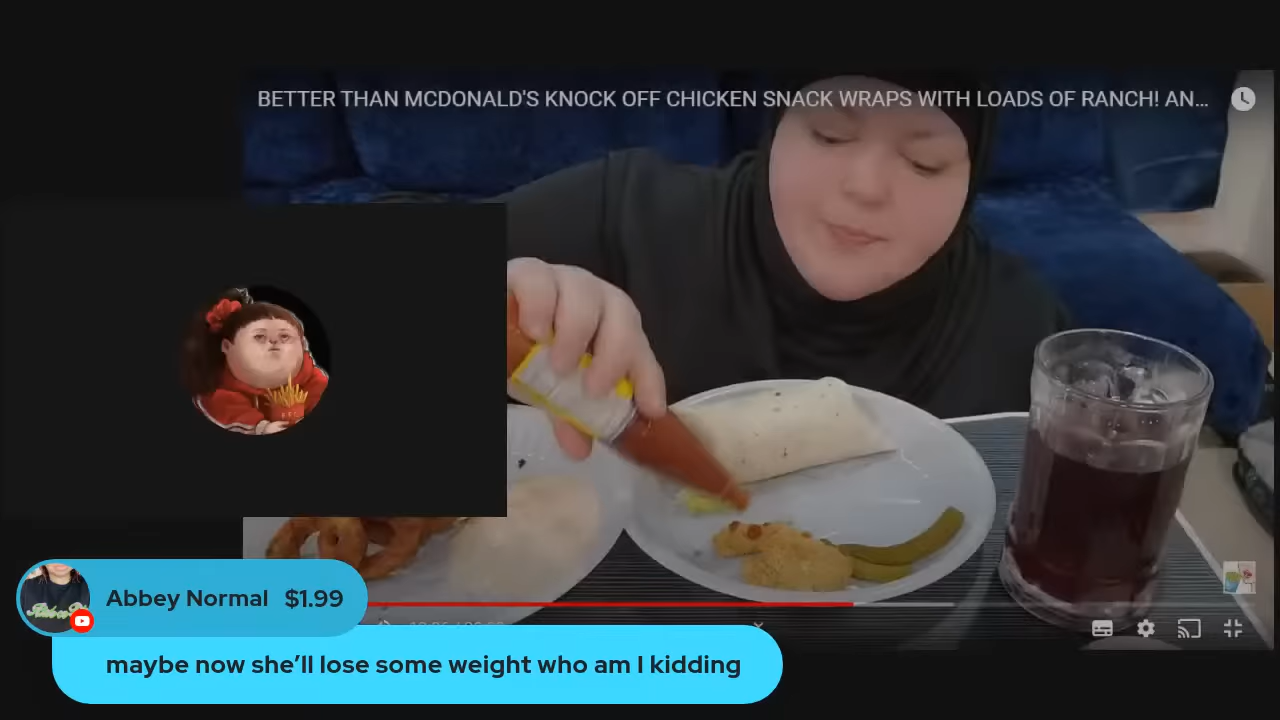 BETTER THAN MCDONALD'S KNOCK OFF CHICKEN SNACK WRAPS WITH LOADS OF RANCH! AN...
Abbey Normal $1.99
maybe now she'll lose some weight who am I kidding